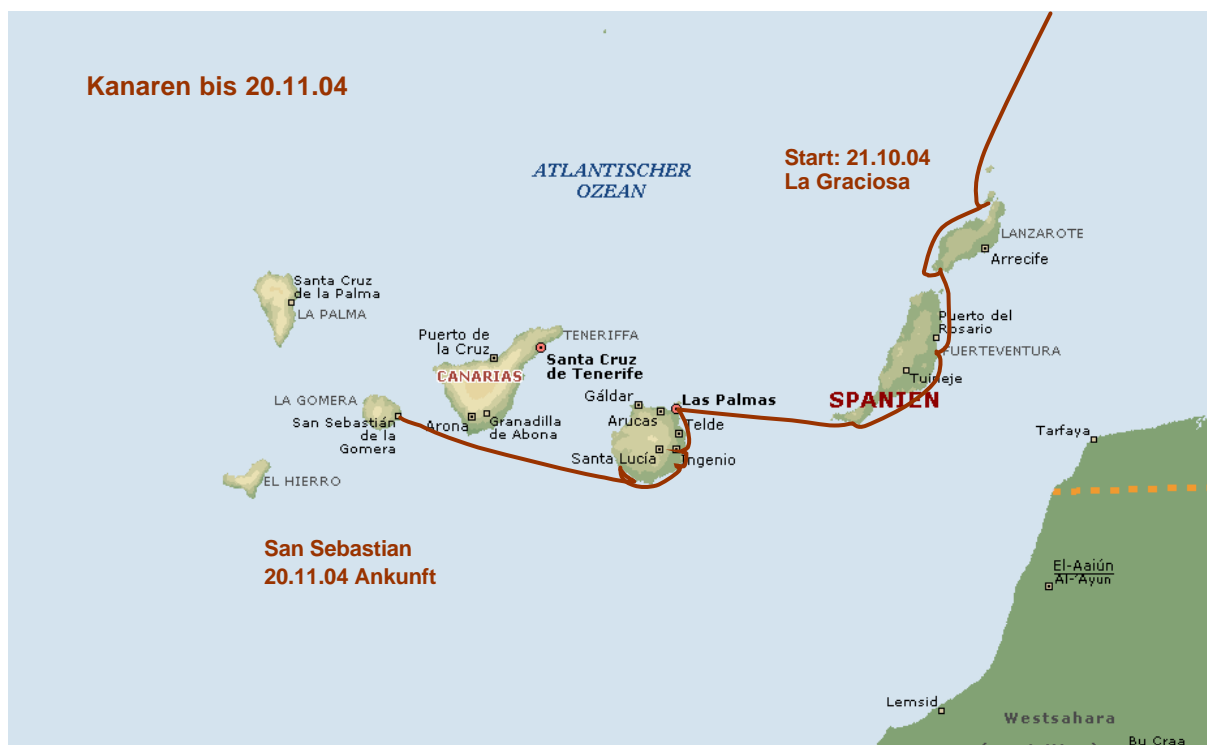 Kanaren bis 20.11.04
Start: 21.10.04
La Graciosa
ATLANTISCHER
OZEAN
LANZAROTE
Arrecife
Santa Cruz
de la Palma
LA PALMA
Puerto de
la Cruz
TENERIFFA
Santa Cruz
de Tenerife
CANARIAS
Puerto del
Rosario
FUERTEVENTURA
Tuineje
SPANIEN
LA GOMERA
San Sebastián
de la
Gomera
Arona
Granadilla
de Abona
Gáldar
Las Palmas
Arucas
Telde
Santa Lucía
Ingenio
Tarfaya
EL HIERRO
San Sebastian
20.11.04 Ankunft
El-Aaiún
Al-'Ayun
Lemsid
Westsahara
Bu Craa